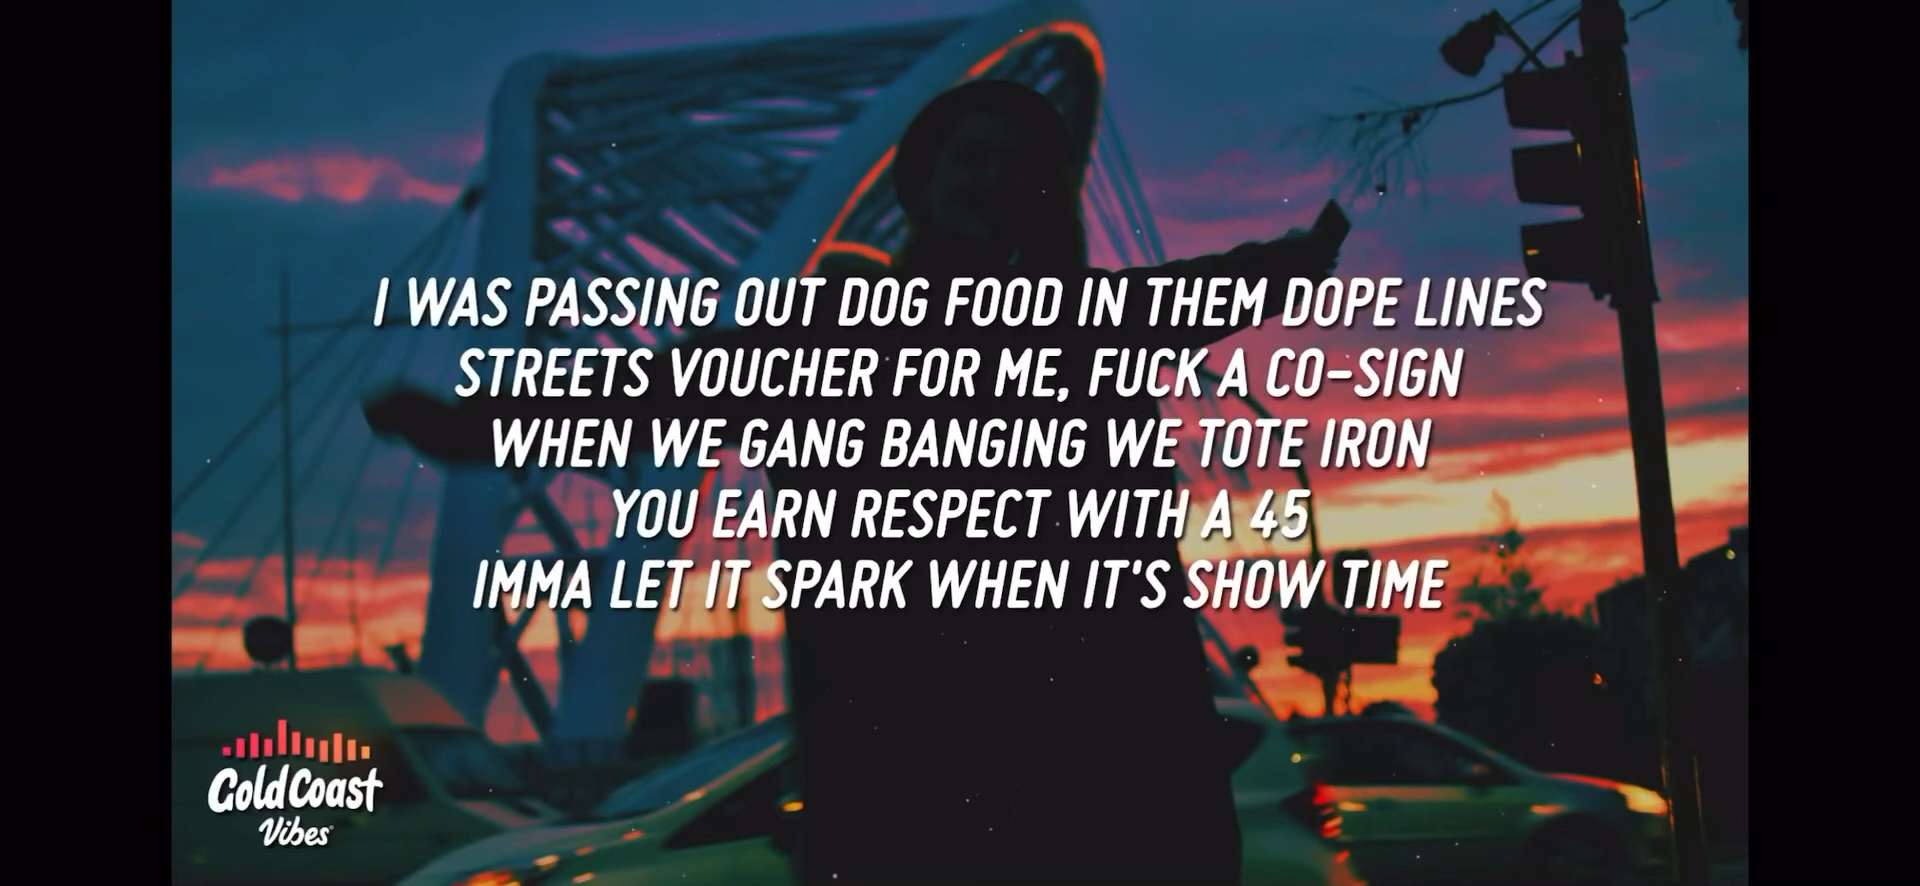 I WAS PASSING OUT DOG FOOD IN THEM DOPE LINES
STREETS VOUCHER FOR ME, FUCK A CO-SIGN
WHEN WE GANG BANGING WE TOTE IRON
YOU EARN RESPECT WITH A 45
IMMA LET IT SPARK WHEN IT'S SHOW TIME
Gold Coast
Vibes